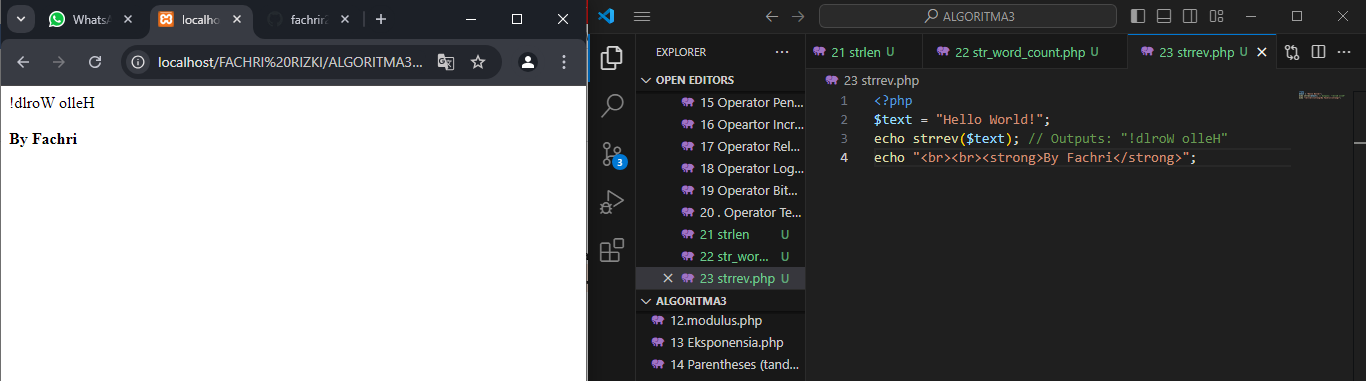 WhatsA
localho
fachrir
localhost/FACHRI%20RIZKI/ALGORITMA3...
!dlroW olleH
By Fachri
ALGORITMA3
EXPLORER
OPEN EDITORS
15 Operator Pen...
16 Opeartor Incr...
17 Operator Rel...
18 Operator Log...
19 Operator Bit...
20 . Operator Te...
21 strlen U
22 str_wor... U
23 strrev.php U
ALGORITMA3
12.modulus.php
13 Eksponensia.php
14 Parentheses (tand...
3
21 strlen U
22 str_word_count.php U
23 strrev.php U
23 strrev.php
1 <?php
2 $text = "Hello World!";
3 echo strrev($text); // Outputs: "!dlroW olleH"
4 echo "<br><br><strong>By Fachri</strong>";